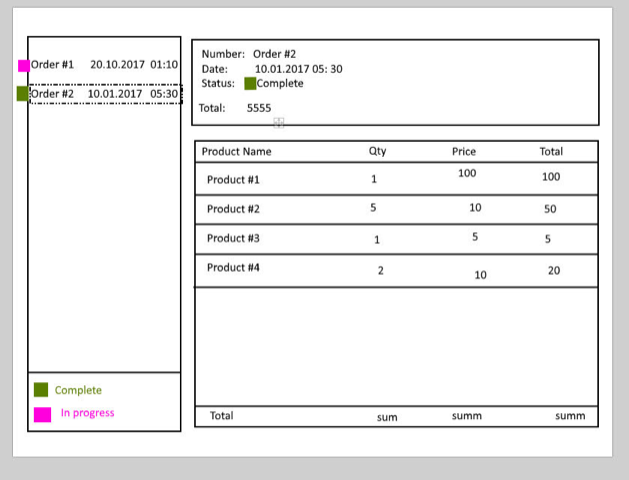 Order #1 20.10.2017 01:10
Order #2 10.01.2017 05:30
Complete
In progress
Number: Order #2
Date: 10.01.2017 05: 30
Status: Complete
Total: 5555
Product Name Qty Price Total
Product #1 1 100 100
Product #2 5 10 50
Product #3 1 5 5
Product #4 2 10 20
Total sum summ summ